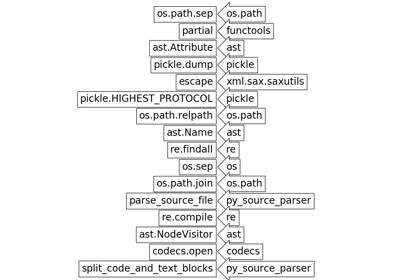 os.path.sep os.path
partial functools
ast.Attribute ast
pickle.dump pickle
escape xml.sax.saxutils
pickle.HIGHEST_PROTOCOL pickle
os.path.relpath os.path
ast.Name ast
re.findall re
os.sep os
os.path.join os.path
parse_source_file py_source_parser
re.compile re
ast.NodeVisitor ast
codecs.open codecs
split_code_and_text_blocks py_source_parser